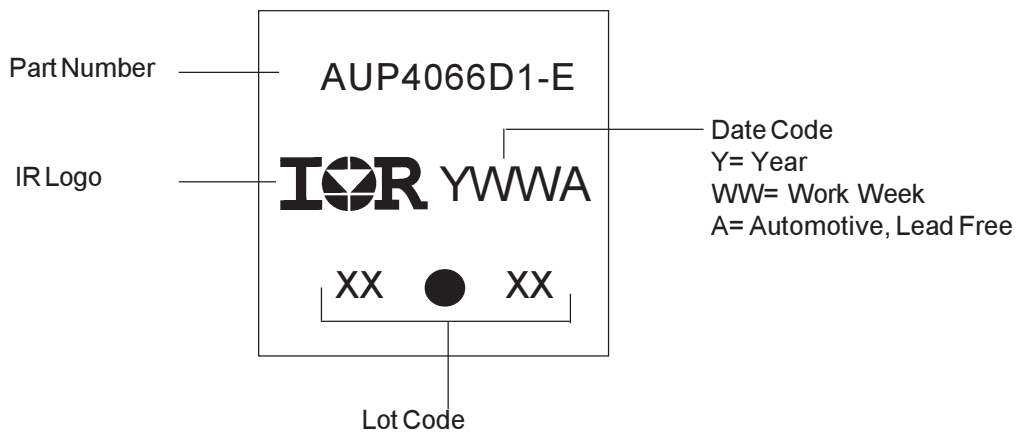 Part Number
AUP4066D1-E
IR Logo
IOR YWWA
Date Code
Y= Year
WW= Work Week
A= Automotive, Lead Free
XX XX
Lot Code